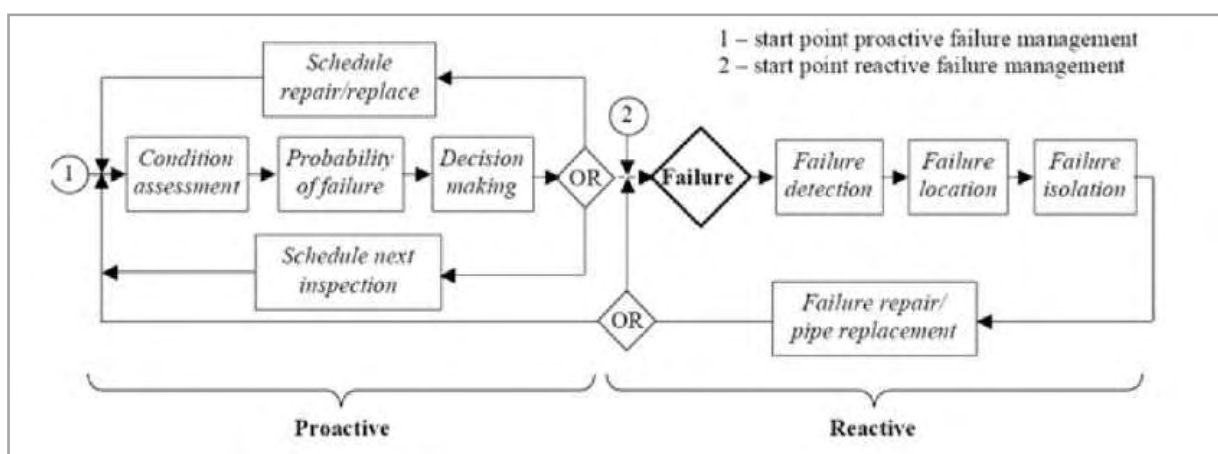 1 – start point proactive failure management
2 – start point reactive failure management
Schedule
repair/replace
2
1
Condition
assessment
Probability
of failure
Decision
making
OR
Failure
Failure
detection
Failure
location
Failure
isolation
Schedule next
inspection
OR
Failure repair/
pipe replacement
Proactive
Reactive